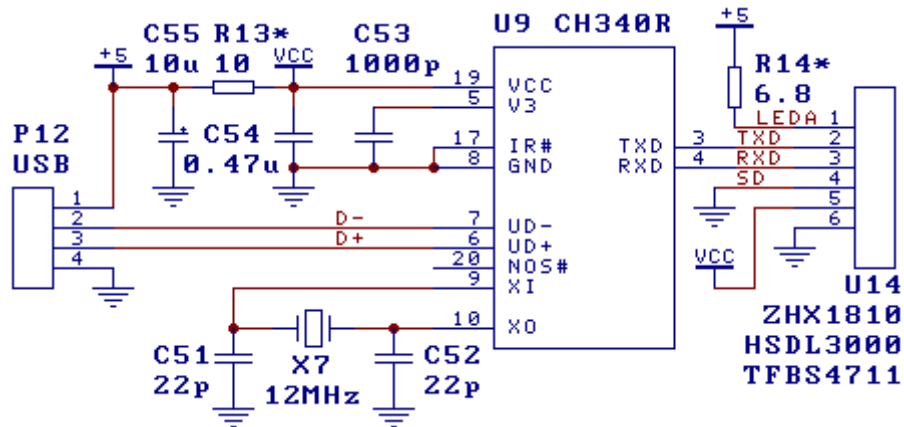 U9 CH340R
+5
C55 R13* VCC C53
10u 10 1000p
+5
R14*
6.8
19 VCC
5 V3
C54
0.47u
17 IR#
8 GND
TXD 3
RXD 4
LEDA 1
TXD 2
RXD 3
SD 4
5
6
VCC
P12
USB
1
2 D- 7 UD-
3 D+ 6 UD+
4
20 NOS#
9 XI
10 XO
C51
22p
X7
12MHz
C52
22p
U14
ZHX1810
HSDL3000
TFBS4711